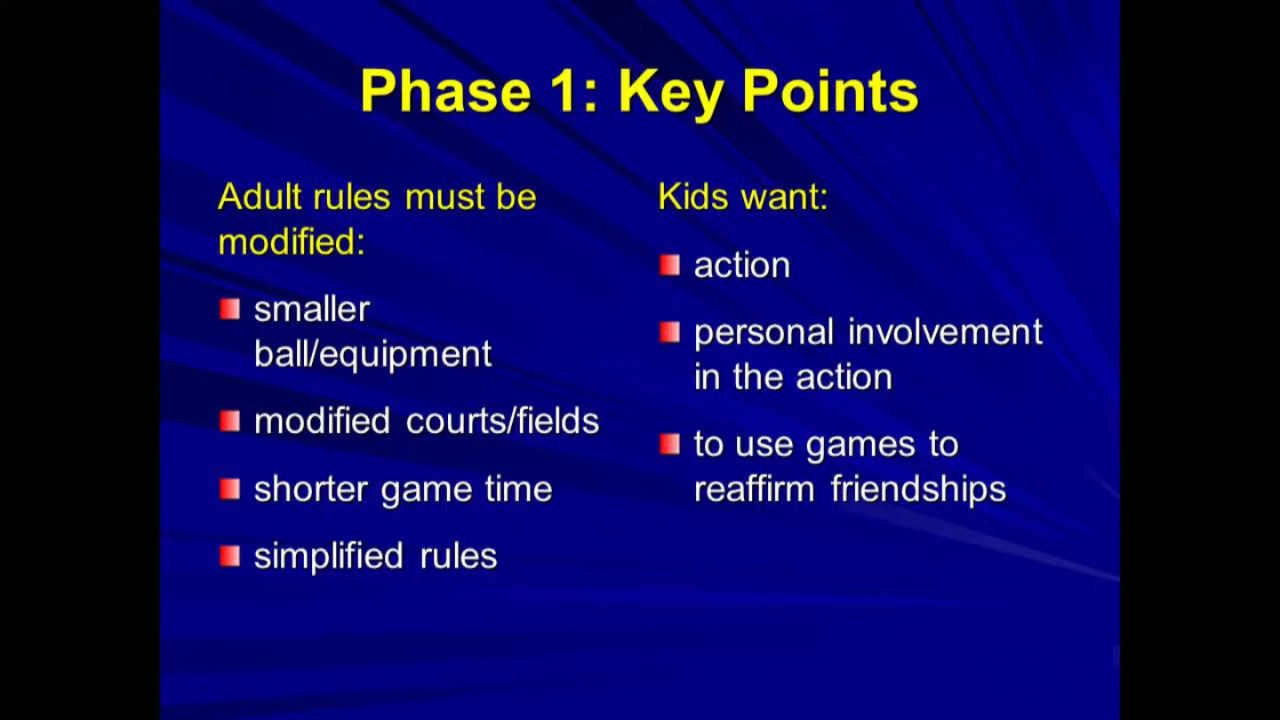 Phase 1: Key Points
Adult rules must be
modified:
smaller
ball/equipment
modified courts/fields
shorter game time
simplified rules
Kids want:
action
personal involvement
in the action
to use games to
reaffirm friendships